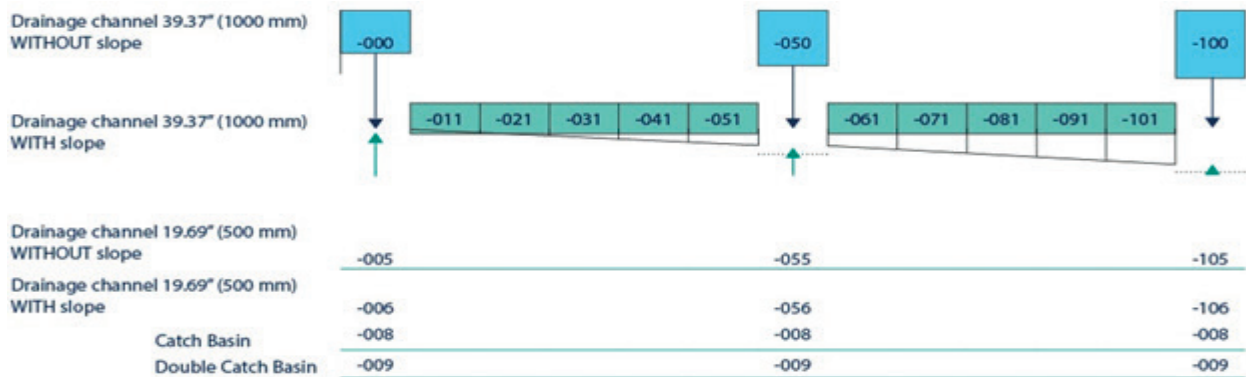 Drainage channel 39.37" (1000 mm)
WITHOUT slope
-000 -050 -100
Drainage channel 39.37" (1000 mm)
WITH slope
-011 -021 -031 -041 -051 -061 -071 -081 -091 -101
Drainage channel 19.69" (500 mm)
WITHOUT slope
-005 -055 -105
Drainage channel 19.69" (500 mm)
WITH slope
-006 -056 -106
Catch Basin -008 -008 -008
Double Catch Basin -009 -009 -009